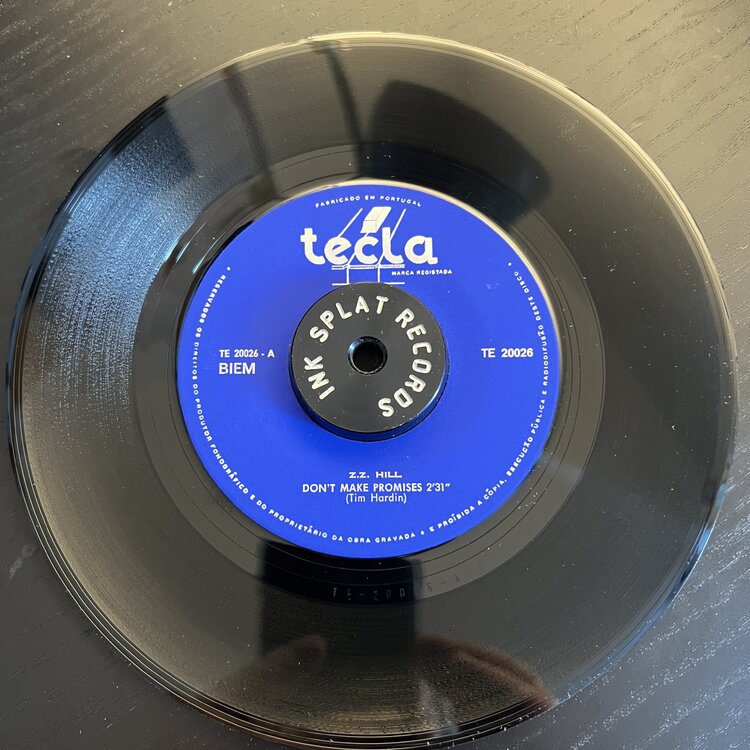 FABRICADO EM PORTUGAL
tecla
MARCA REGISTADA
INK SPLAT RECORDS
TE 20026 - A
BIEM
TE 20026
Z.Z. HILL
DON'T MAKE PROMISES 2'31"
(Tim Hardin)
• RESERVADOS OS DIREITOS DO PRODUTOR FONOGRÁFICO E DO PROPRIETÁRIO DA OBRA GRAVADA • E PROÍBIDA A CÓPIA, EXECUÇÃO PÚBLICA E RADIODIFUSÃO DESTE DISCO •